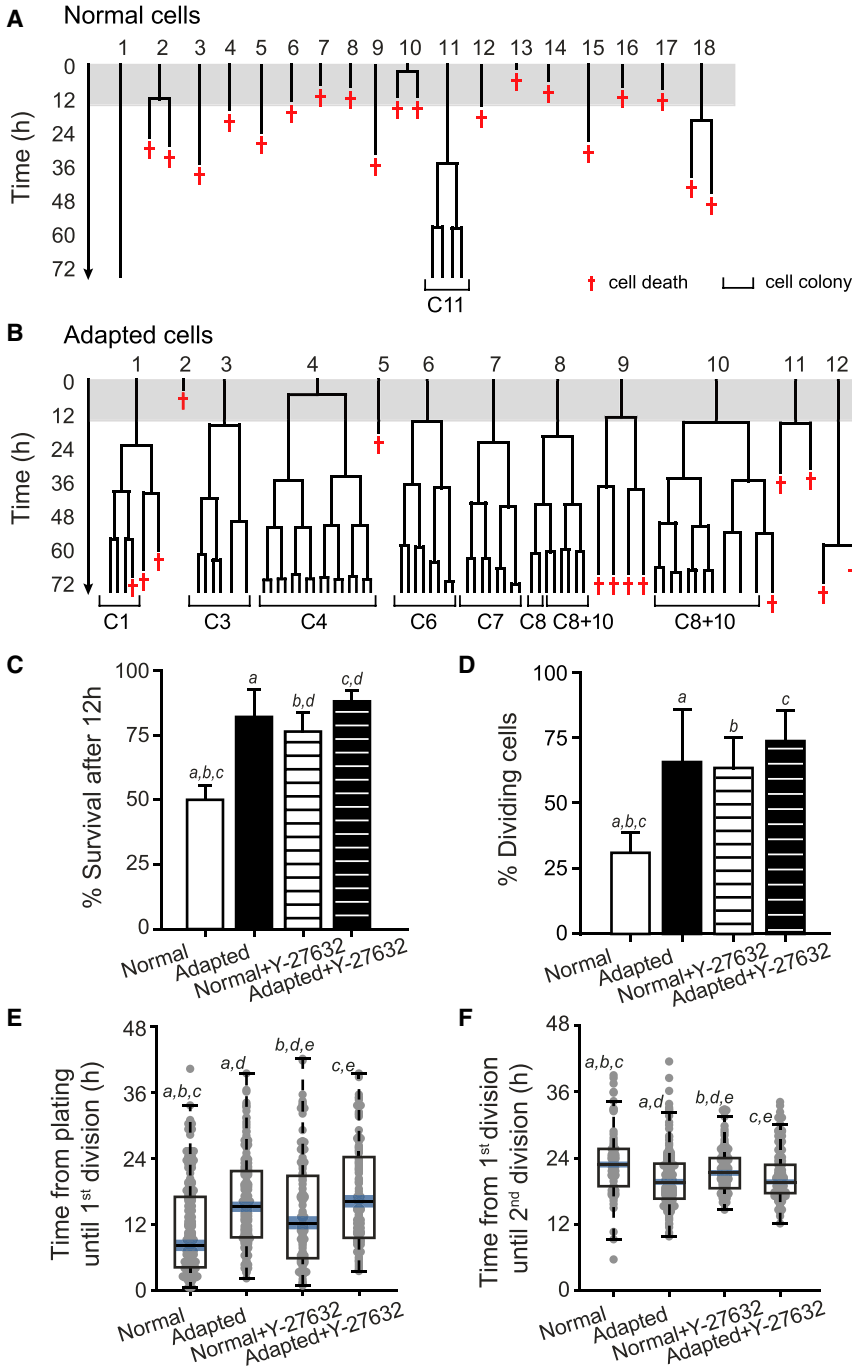 A
Normal cells
1 2 3 4 5 6 7 8 9 10 11 12 13 14 15 16 17 18
Time (h)
0
12
24
36
48
60
72
C11
cell death
cell colony
B
Adapted cells
1 2 3 4 5 6 7 8 9 10 11 12
Time (h)
0
12
24
36
48
60
72
C1 C3 C4 C6 C7 C8 C8+10 C8+10
C
% Survival after 12h
100
75
50
25
0
a,b,c
a
b,d
c,d
Normal
Adapted
Normal+Y-27632
Adapted+Y-27632
D
% Dividing cells
100
75
50
25
0
a,b,c
a
b
c
Normal
Adapted
Normal+Y-27632
Adapted+Y-27632
E
Time from plating
until 1st division (h)
48
36
24
12
0
a,b,c
a,d
b,d,e
c,e
Normal
Adapted
Normal+Y-27632
Adapted+Y-27632
F
Time from 1st division
until 2nd division (h)
48
36
24
12
0
a,b,c
a,d
b,d,e
c,e
Normal
Adapted
Normal+Y-27632
Adapted+Y-27632